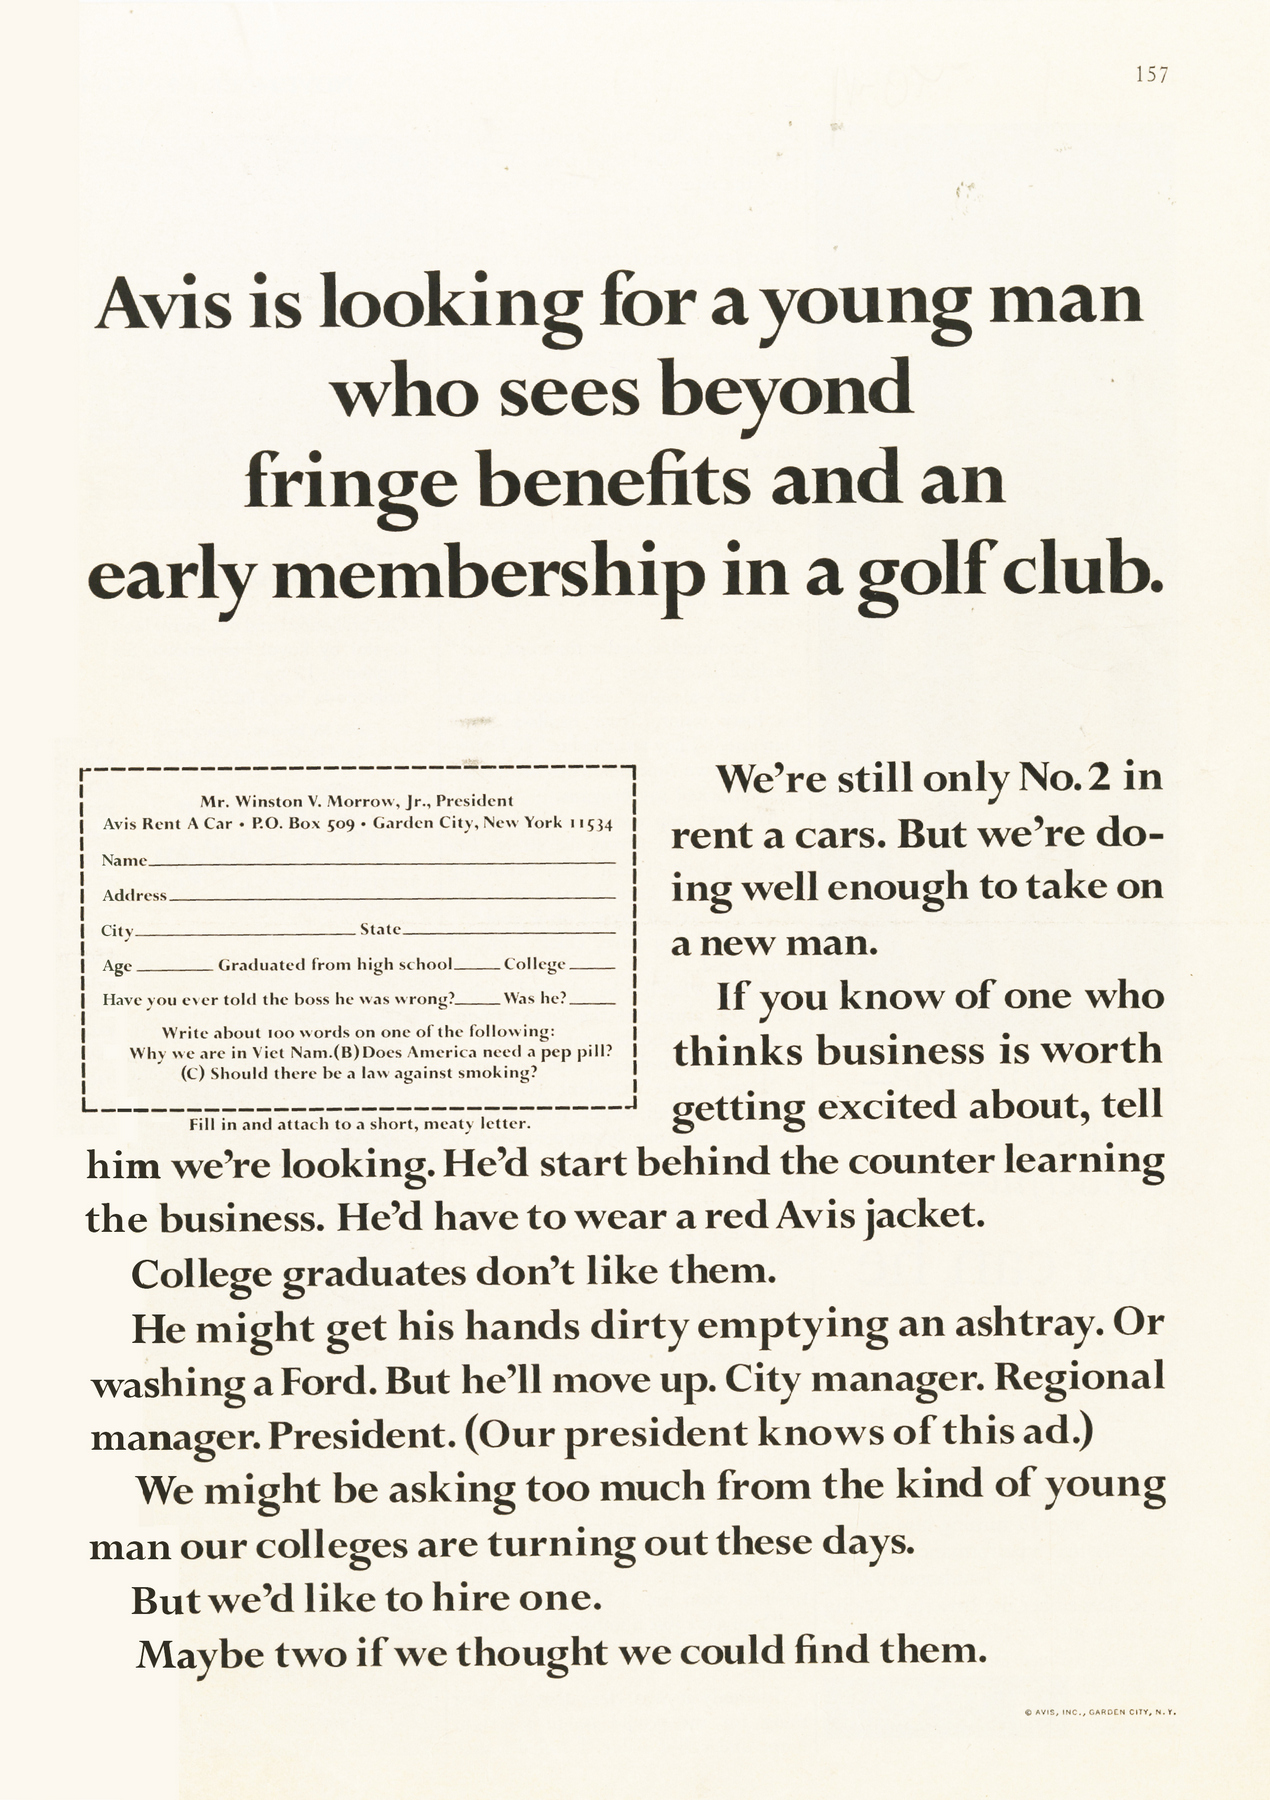 157
Avis is looking for a young man
who sees beyond
fringe benefits and an
early membership in a golf club.
Mr. Winston V. Morrow, Jr., President
Avis Rent A Car • P.O. Box 509 • Garden City, New York 11534
Name
Address
City State
Age Graduated from high school College
Have you ever told the boss he was wrong? Was he?
Write about 100 words on one of the following:
Why we are in Viet Nam.(B)Does America need a pep pill?
(C) Should there be a law against smoking?
Fill in and attach to a short, meaty letter.
We're still only No. 2 in
rent a cars. But we're do-
ing well enough to take on
a new man.
If you know of one who
thinks business is worth
getting excited about, tell
him we're looking. He'd start behind the counter learning
the business. He'd have to wear a red Avis jacket.
College graduates don't like them.
He might get his hands dirty emptying an ashtray. Or
washing a Ford. But he'll move up. City manager. Regional
manager. President. (Our president knows of this ad.)
We might be asking too much from the kind of young
man our colleges are turning out these days.
But we'd like to hire one.
Maybe two if we thought we could find them.
© AVIS, INC., GARDEN CITY, N.Y.